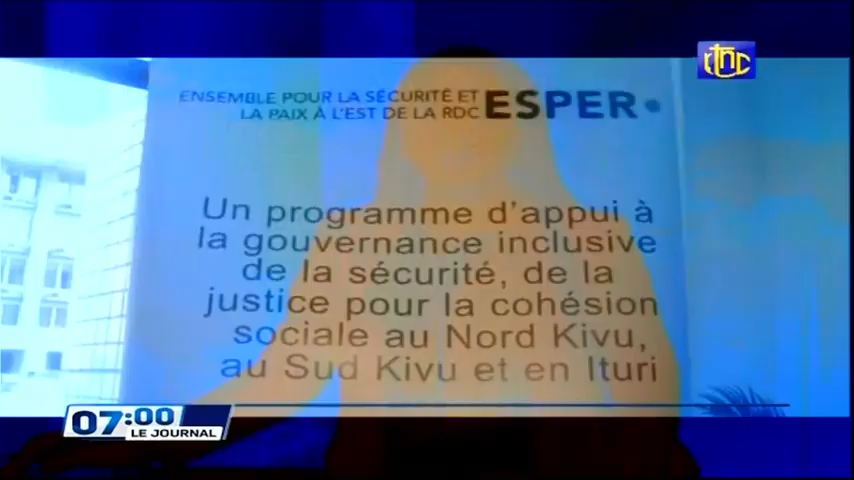 rtnc
ENSEMBLE POUR LA SÉCURITÉ ET
LA PAIX À L'EST DE LA RDC
ESPER
Un programme d'appui à
la gouvernance inclusive
de la sécurité, de la
justice pour la cohésion
sociale au Nord Kivu,
au Sud Kivu et en Ituri
07:00
LE JOURNAL